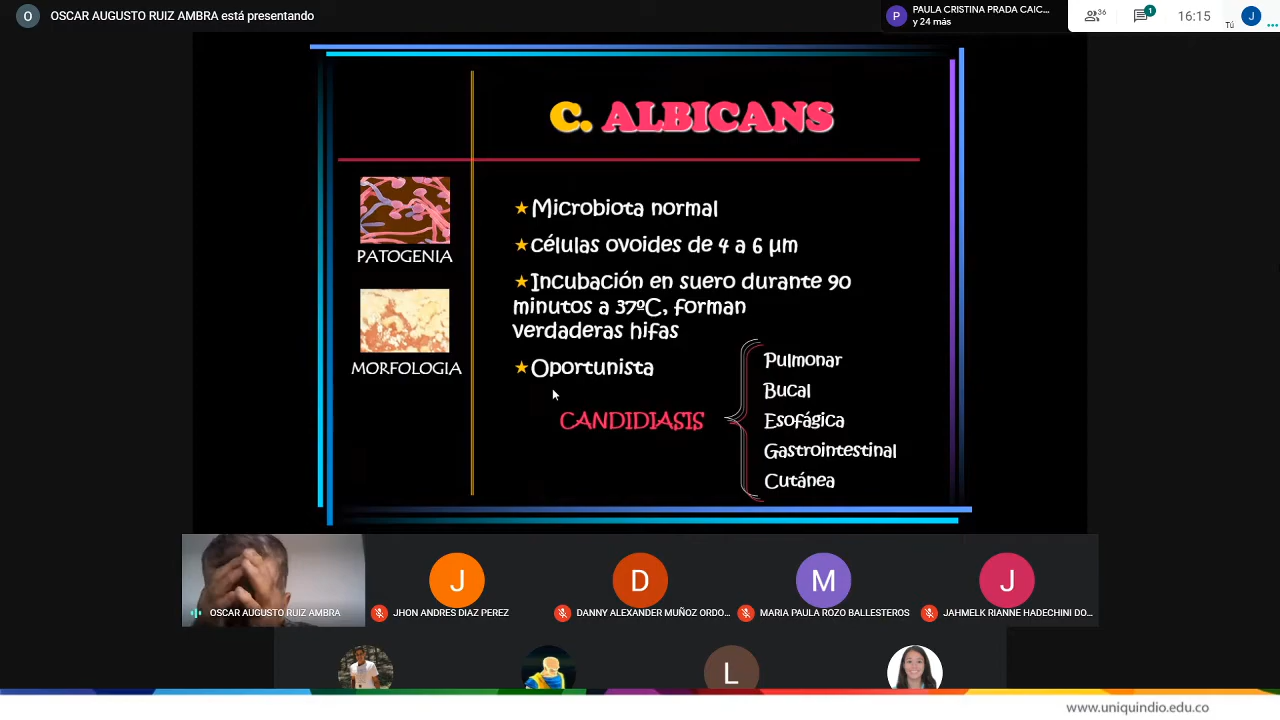 O OSCAR AUGUSTO RUIZ AMBRA está presentando
P PAULA CRISTINA PRADA CAIC...
y 24 más
36
1
16:15
Tú
J
C. ALBICANS
PATOGENIA
MORFOLOGIA
★Microbiota normal
★células ovoides de 4 a 6 µm
★Incubación en suero durante 90
minutos a 37ºC, forman
verdaderas hifas
★Oportunista
CANDIDIASIS
Pulmonar
Bucal
Esofágica
Gastrointestinal
Cutánea
J
D
M
J
OSCAR AUGUSTO RUIZ AMBRA
JHON ANDRES DIAZ PEREZ
DANNY ALEXANDER MUÑOZ ORDO...
MARIA PAULA ROZO BALLESTEROS
JAHMELK RIANNE HADECHINI DO...
L
www.uniquindio.edu.co